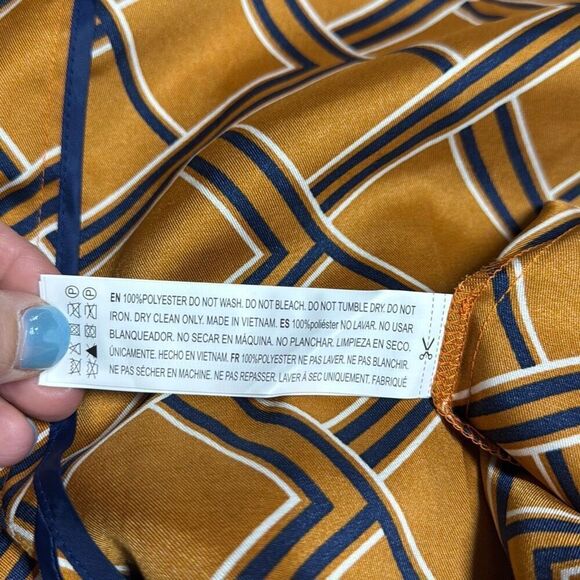 EN 100%POLYESTER DO NOT WASH. DO NOT BLEACH. DO NOT TUMBLE DRY. DO NOT
IRON. DRY CLEAN ONLY. MADE IN VIETNAM. ES 100%poliéster NO LAVAR. NO USAR
BLANQUEADOR. NO SECAR EN MÁQUINA. NO PLANCHAR. LIMPIEZA EN SECO.
ÚNICAMENTE. HECHO EN VIETNAM. FR 100%POLYESTER NE PAS LAVER. NE PAS BLANCHIR.
NE PAS SÉCHER EN MACHINE. NE PAS REPASSER. LAVER À SEC UNIQUEMENT. FABRIQUÉ